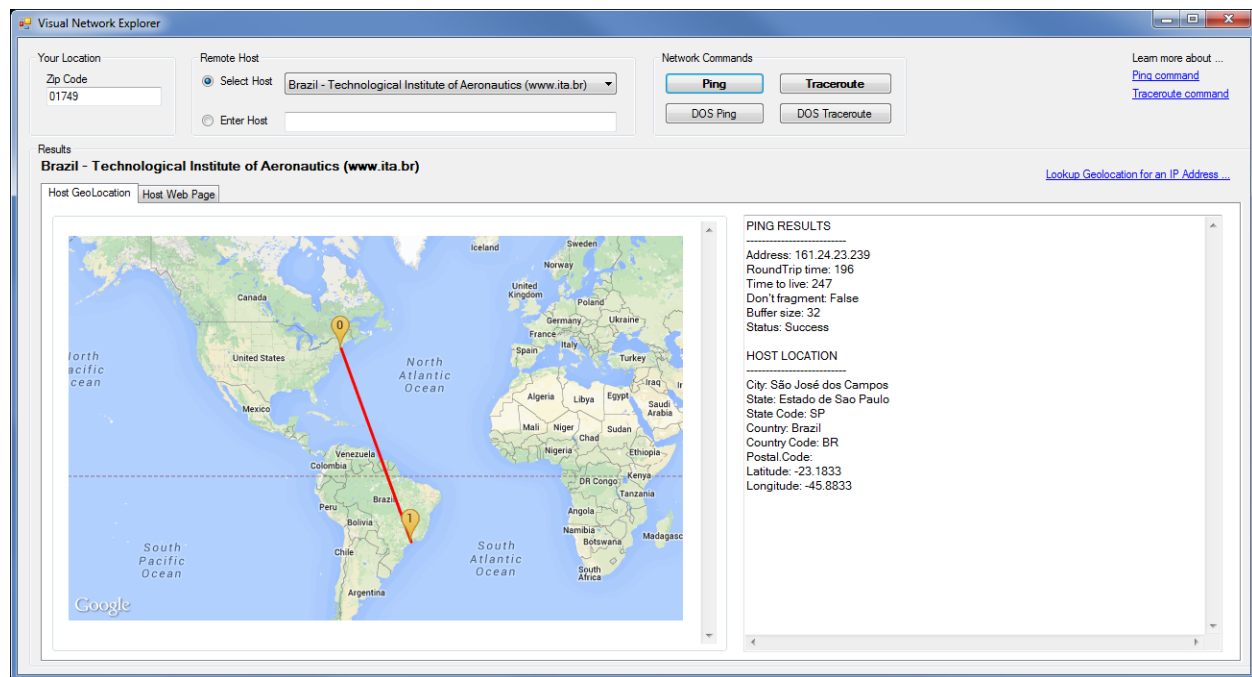 Visual Network Explorer
Your Location
Zip Code
01749
Remote Host
Select Host
Brazil - Technological Institute of Aeronautics (www.ita.br)
Enter Host
Network Commands
Ping
Traceroute
DOS Ping
DOS Traceroute
Learn more about ...
Ping command
Traceroute command
Results
Brazil - Technological Institute of Aeronautics (www.ita.br)
Lookup Geolocation for an IP Address ...
Host GeoLocation
Host Web Page
Iceland
Sweden
Norway
Canada
United
Kingdom
Poland
0
Germany
Ukraine
France
Italy
Spain
Turkey
United States
orth
acific
cean
North
Atlantic
Ocean
Iraq
Ir
Algeria
Libya
Egypt
Saudi
Arabia
Mexico
Mali
Niger
Sudan
Chad
Nigeria
Ethiopia
Venezuela
Colombia
DR Congo
Kenya
Tanzania
Brazil
Peru
Angola
1
Bolivia
Namibia
Botswana
Madagasc
Chile
South
Pacific
Ocean
South
Atlantic
Ocean
South
Africa
Argentina
Google
PING RESULTS
--------------------------
Address: 161.24.23.239
RoundTrip time: 196
Time to live: 247
Don't fragment: False
Buffer size: 32
Status: Success
HOST LOCATION
--------------------------
City: São José dos Campos
State: Estado de Sao Paulo
State Code: SP
Country: Brazil
Country Code: BR
Postal.Code:
Latitude: -23.1833
Longitude: -45.8833